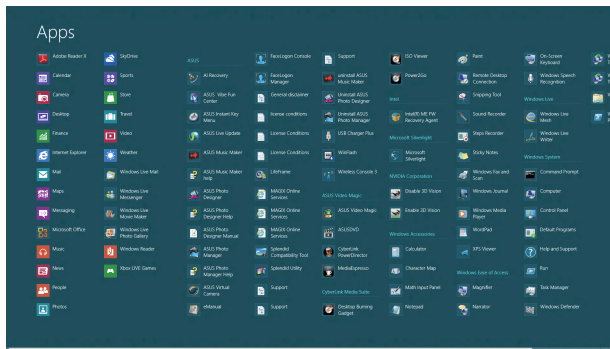 Apps
Adobe Reader X
Calendar
Camera
Desktop
Finance
Internet Explorer
Mail
Maps
Messaging
Microsoft Office
Music
News
People
Photos
SkyDrive
Sports
Store
Travel
Video
Weather
Windows Live Mail
Windows Live
Messenger
Windows Live
Movie Maker
Windows Live
Photo Gallery
Windows Reader
Xbox LIVE Games
ASUS
AI Recovery
ASUS Vibe Fun
Center
ASUS Instant Key
Menu
ASUS Live Update
ASUS Music Maker
ASUS Music Maker
help
ASUS Photo
Designer
ASUS Photo
Designer Help
ASUS Photo
Designer Manual
ASUS Photo
Manager
ASUS Photo
Manager Help
ASUS Virtual
Camera
eManual
FaceLogon Console
FaceLogon
Manager
General disclaimer
license conditions
License Conditions
License Conditions
LifeFrame
MAGIX Online
Services
MAGIX Online
Services
MAGIX Online
Services
Splendid
Compatibility Tool
Splendid Utility
Support
Support
Support
uninstall ASUS
Music Maker
Uninstall ASUS
Photo Designer
Uninstall ASUS
Photo Manager
USB Charger Plus
WinFlash
Wireless Console 3
ASUS Video Magic
ASUS Video Magic
ASUSDVD
CyberLink
PowerDirector
MediaEspresso
CyberLink Media Suite
Desktop Burning
Gadget
ISO Viewer
Power2Go
Intel
Intel(R) ME FW
Recovery Agent
Microsoft Silverlight
Microsoft
Silverlight
NVIDIA Corporation
Disable 3D Vision
Enable 3D Vision
Windows Accessories
Calculator
Character Map
Math Input Panel
Notepad
Paint
Remote Desktop
Connection
Snipping Tool
Sound Recorder
Steps Recorder
Sticky Notes
Windows Fax and
Scan
Windows Journal
Windows Media
Player
WordPad
XPS Viewer
Windows Ease of Access
Magnifier
Narrator
On-Screen
Keyboard
Windows Speech
Recognition
Windows Live
Windows Live
Mesh
Windows Live
Writer
Windows System
Command Prompt
Computer
Control Panel
Default Programs
Help and Support
Run
Task Manager
Windows Defender